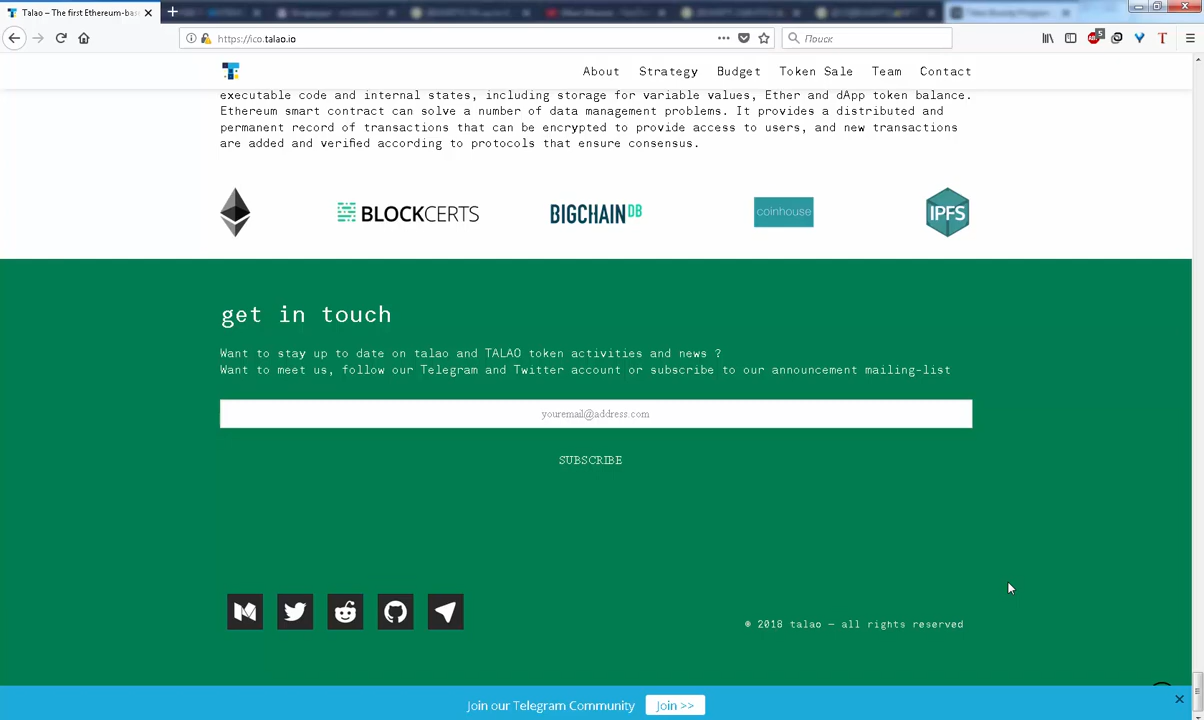 Talao – The first Ethereum-bas
https://ico.talao.io
Поиск
5
About Strategy Budget Token Sale Team Contact
executable code and internal states, including storage for variable values, Ether and dApp token balance.
Ethereum smart contract can solve a number of data management problems. It provides a distributed and
permanent record of transactions that can be encrypted to provide access to users, and new transactions
are added and verified according to protocols that ensure consensus.
BLOCKCERTS BIGCHAINDB coinhouse IPFS
get in touch
Want to stay up to date on talao and TALAO token activities and news ?
Want to meet us, follow our Telegram and Twitter account or subscribe to our announcement mailing-list
youremail@address.com
SUBSCRIBE
© 2018 talao — all rights reserved
Join our Telegram Community Join >>